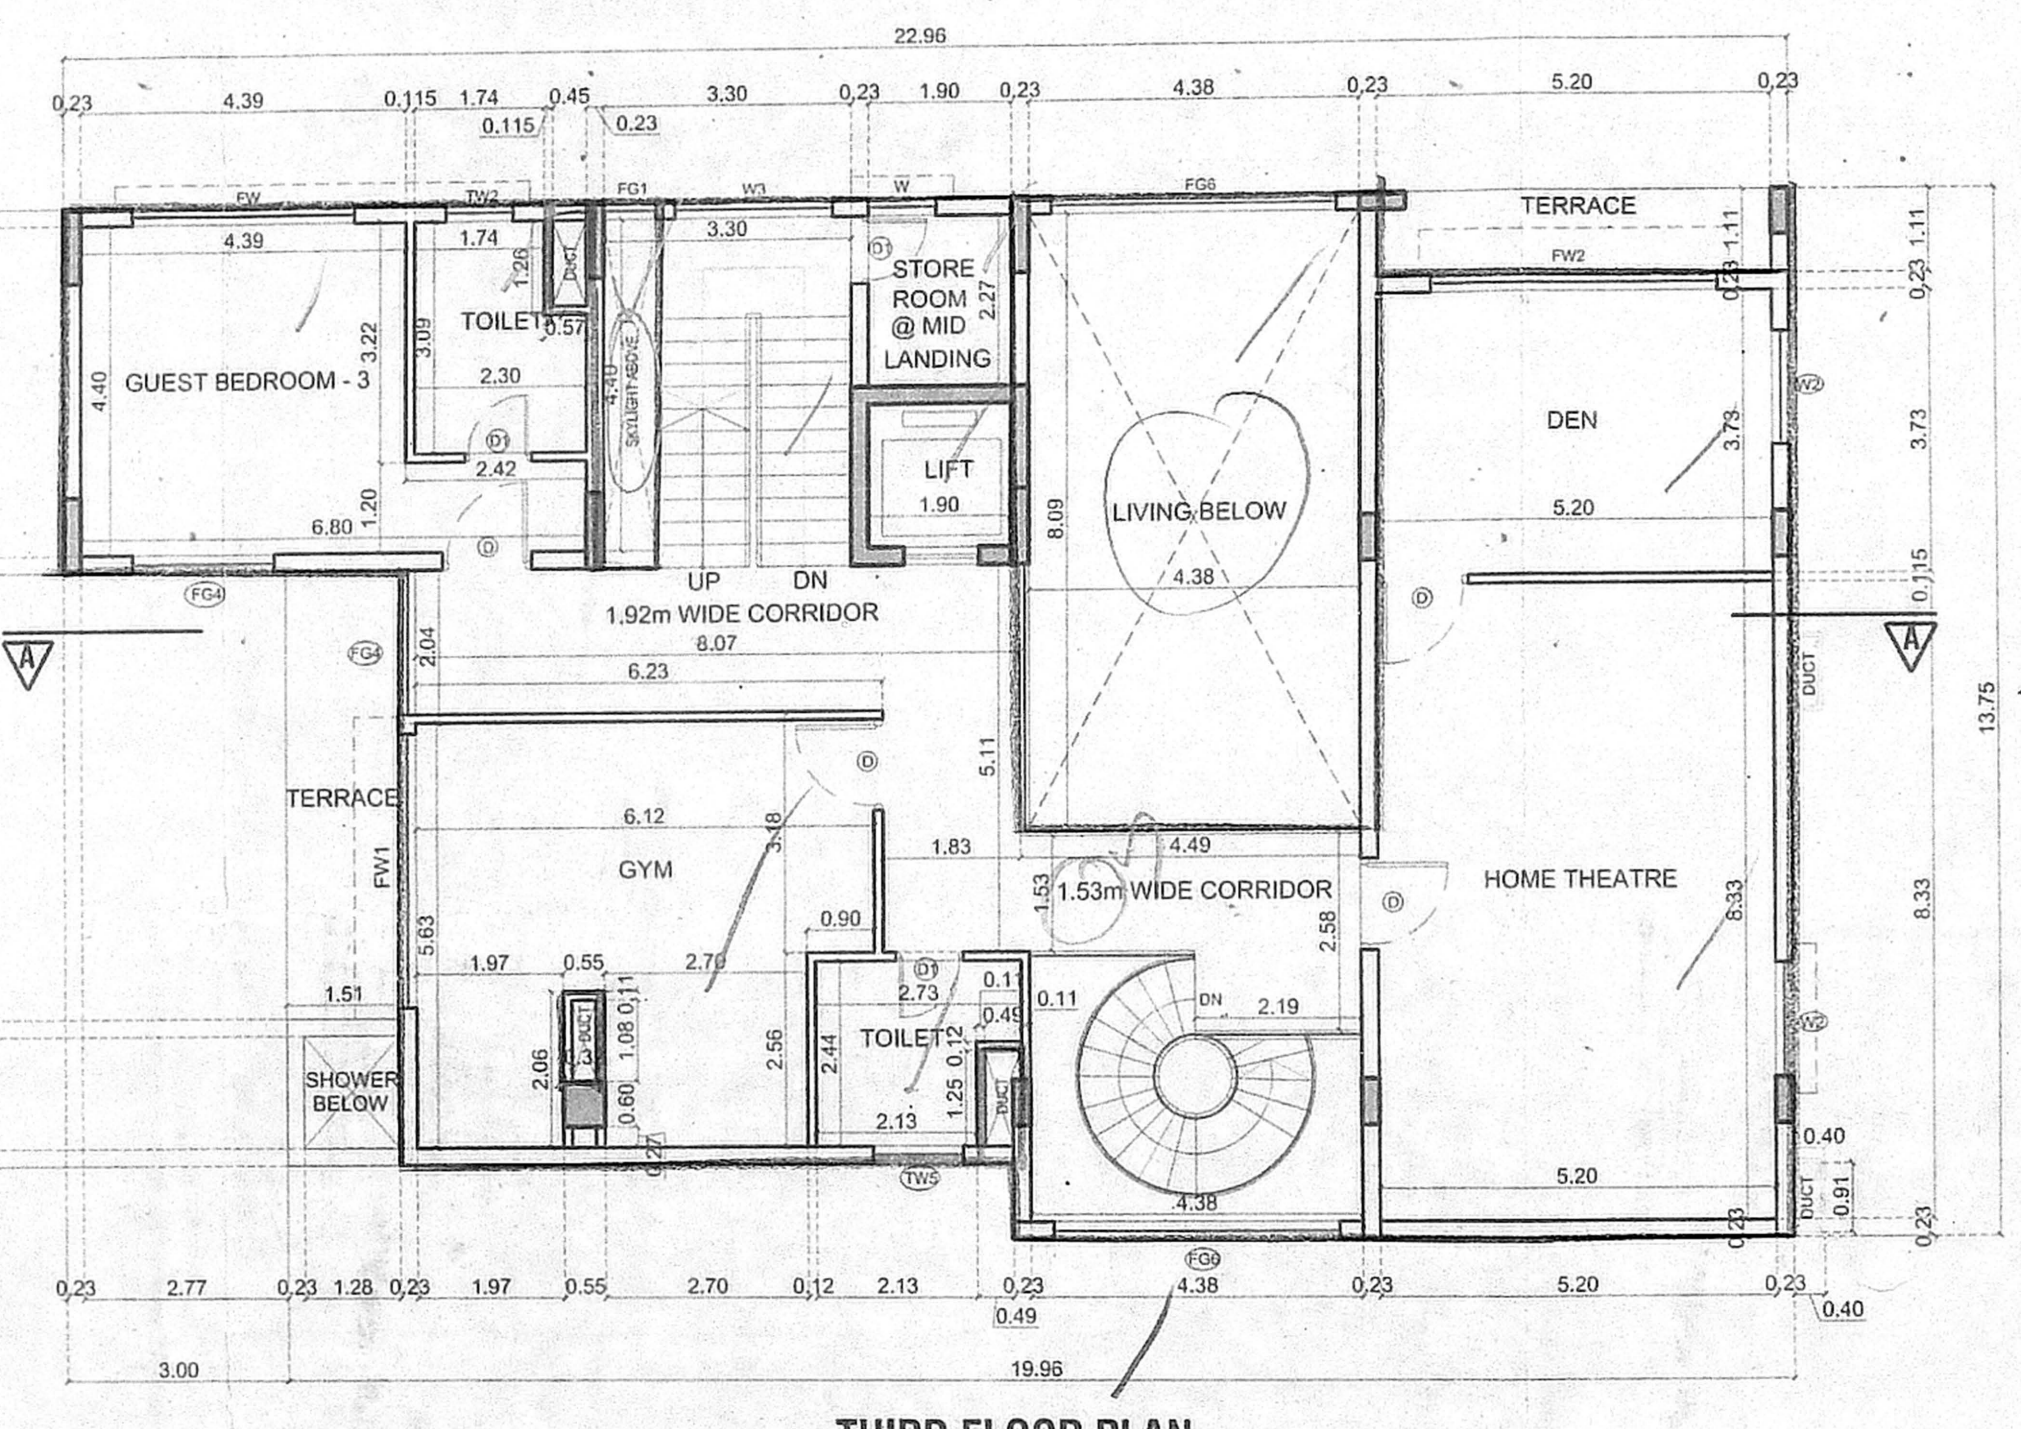 22.96
0.23 4.39 0.115 1.74 0.45 3.30 0.23 1.90 0.23 4.38 0.23 5.20 0.23
0.115 0.23
FW TW2 FG1 W3 W FG6
TERRACE
1.11
1.11
FW2
0.23
0.23
4.39
1.74
1.26
DUCT
3.30
D1
STORE
ROOM
@ MID
LANDING
2.27
TOILET
0.57
3.22
3.09
2.30
GUEST BEDROOM - 3
4.40
4.40
SKYLIGHT ABOVE
W2
DEN
3.73
3.73
D1
2.42
LIFT
1.90
1.20
6.80
D
8.09
LIVING BELOW
4.38
5.20
0.115
UP DN
1.92m WIDE CORRIDOR
8.07
6.23
2.04
FG4
FG4
A
D
A
DUCT
13.75
5.11
D
TERRACE
6.12
3.18
GYM
FW1
1.83
4.49
1.53
1.53m WIDE CORRIDOR
2.58
D
HOME THEATRE
8.33
8.33
0.90
5.63
1.97 0.55 2.70
D1
2.73
0.11
0.11
0.49
DN
2.19
1.51
0.11
DUCT
1.08
2.06
0.60
0.27
2.56
2.44
TOILET
0.12
1.25
DUCT
2.13
W2
SHOWER
BELOW
TW5
4.38
5.20
0.40
DUCT
0.91
0.23
0.23
FG6
0.23 2.77 0.23 1.28 0.23 1.97 0.55 2.70 0.12 2.13 0.23 4.38 0.23 5.20 0.23
0.49 0.40
3.00 19.96
THIRD FLOOR PLAN